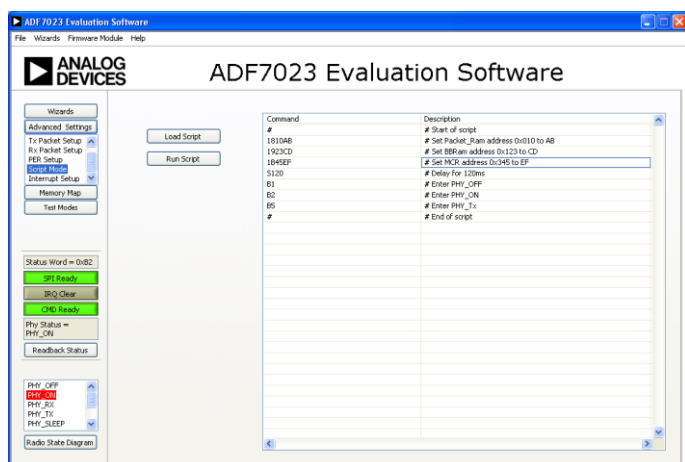 ADF7023 Evaluation Software
File Wizards Firmware Module Help
ANALOG
DEVICES
ADF7023 Evaluation Software
Wizards
Advanced Settings
Tx Packet Setup
Rx Packet Setup
PER Setup
Script Mode
Interrupt Setup
Memory Map
Test Modes
Load Script
Run Script
Command Description
# # Start of script
1810AB # Set Packet_Ram address 0x010 to AB
1923CD # Set BBRam address 0x123 to CD
1B45EF # Set MCR address 0x345 to EF
S120 # Delay for 120ms
B1 # Enter PHY_OFF
B2 # Enter PHY_ON
B5 # Enter PHY_Tx
# # End of script
Status Word = 0xB2
SPI Ready
IRQ Clear
CMD Ready
Phy Status =
PHY_ON
Readback Status
PHY_OFF
PHY_ON
PHY_RX
PHY_TX
PHY_SLEEP
Radio State Diagram